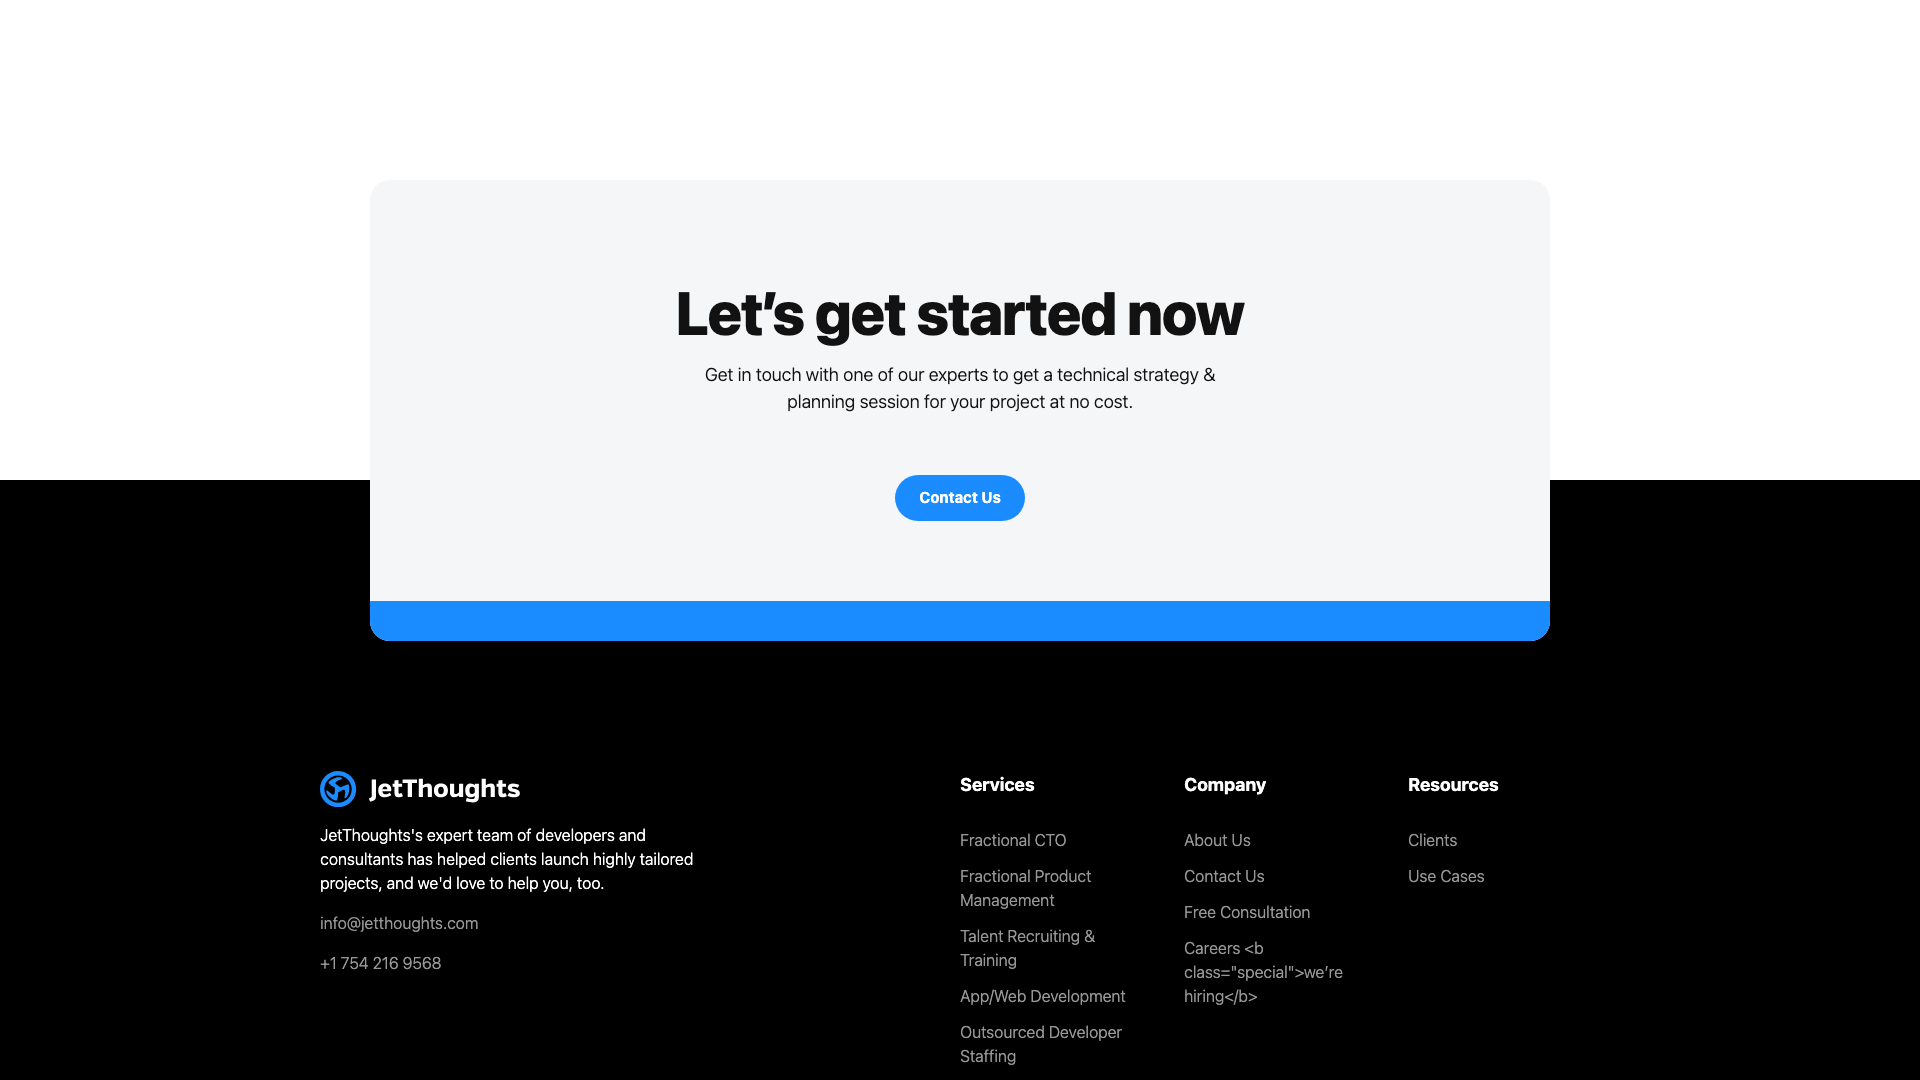 Let’s get started now
Get in touch with one of our experts to get a technical strategy &
planning session for your project at no cost.
Contact Us
JetThoughts
JetThoughts's expert team of developers and
consultants has helped clients launch highly tailored
projects, and we'd love to help you, too.
info@jetthoughts.com
+1 754 216 9568
Services
Fractional CTO
Fractional Product
Management
Talent Recruiting &
Training
App/Web Development
Outsourced Developer
Staffing
Company
About Us
Contact Us
Free Consultation
Careers <b
class="special">we’re
hiring</b>
Resources
Clients
Use Cases